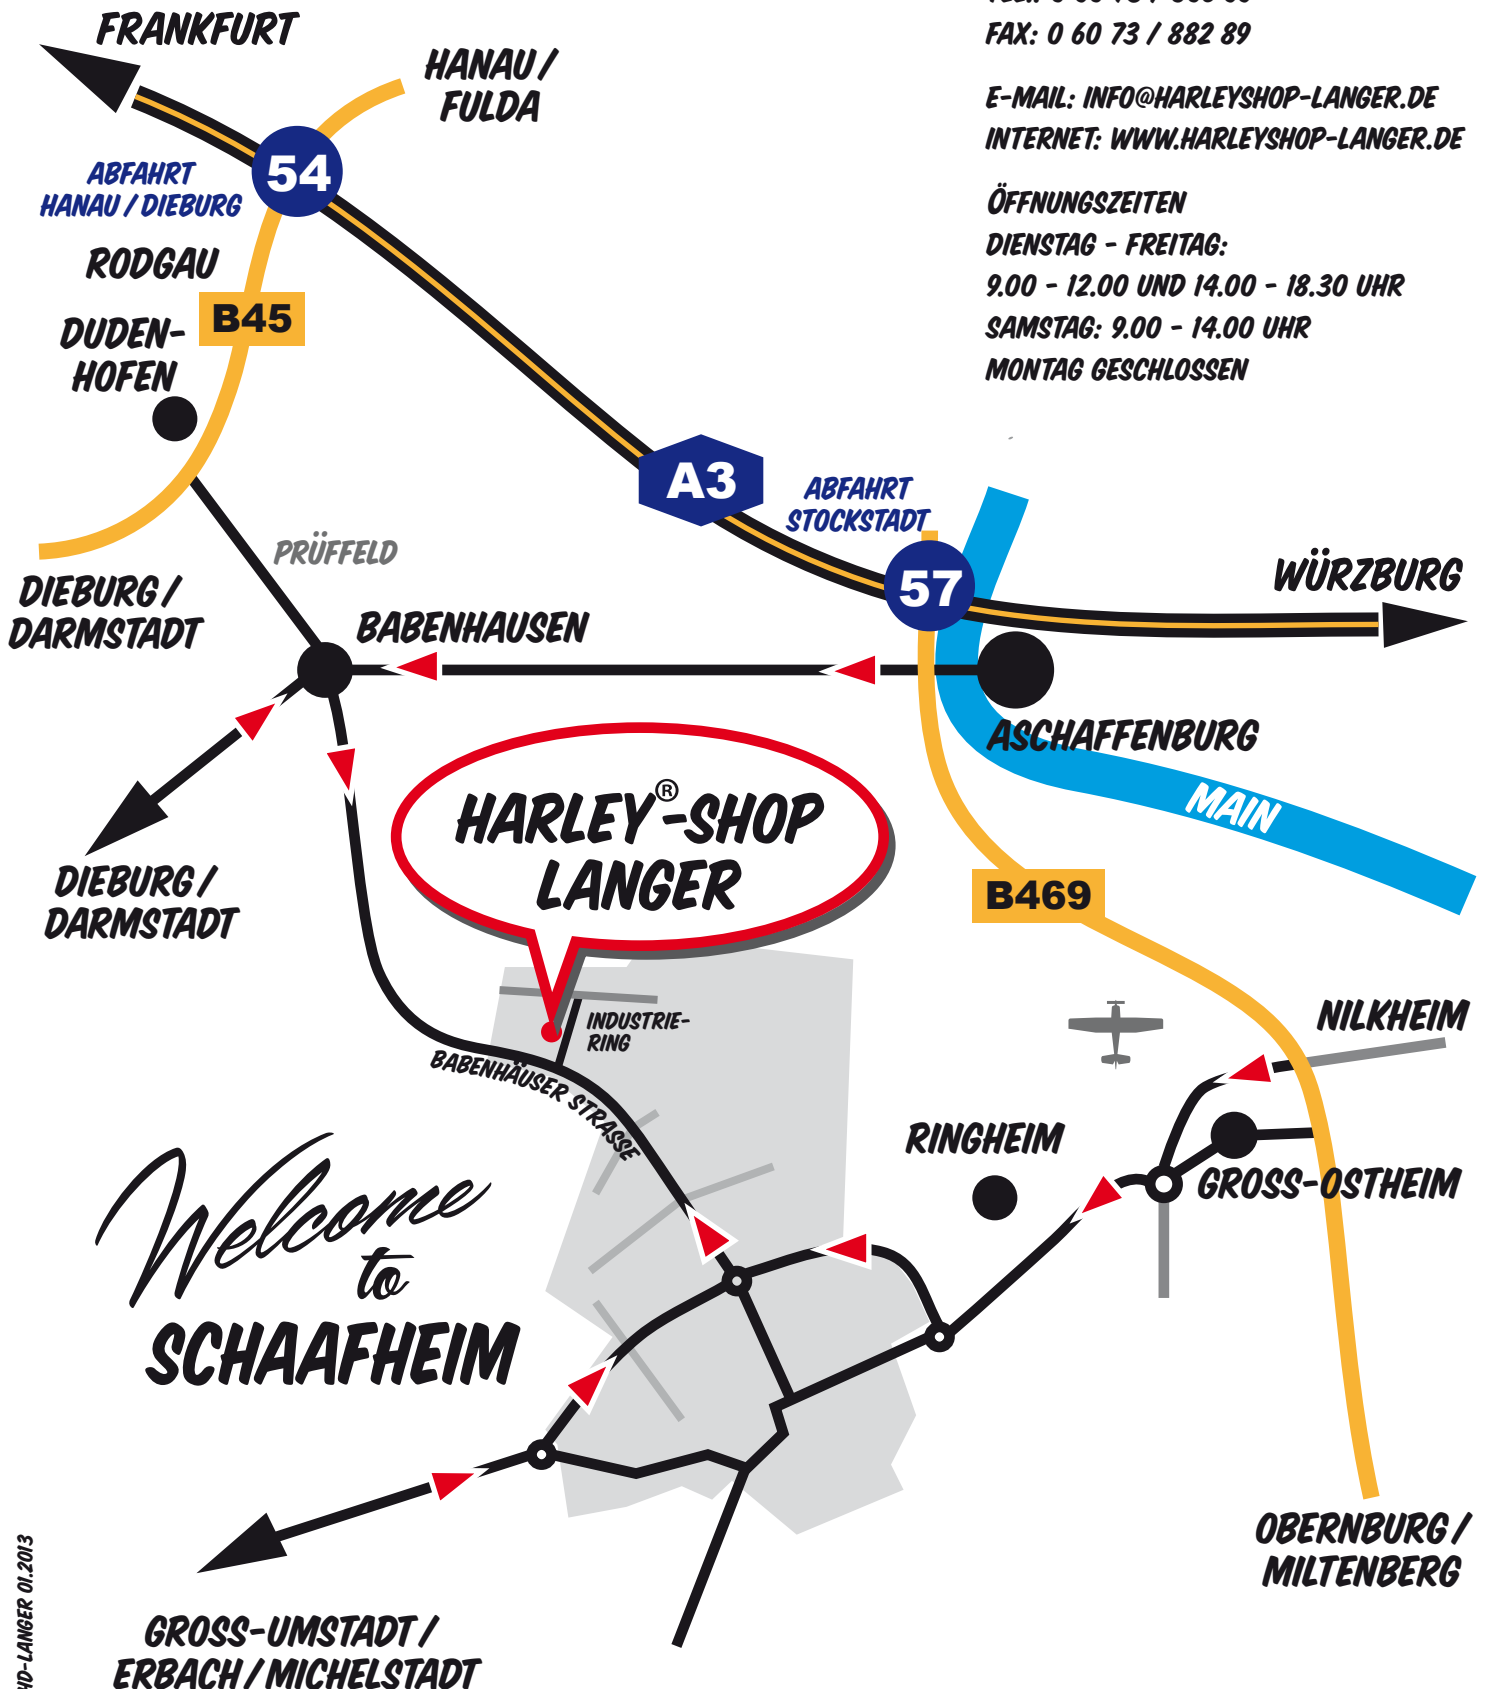 FAX: 0 60 73 / 882 89
E-MAIL: INFO@HARLEYSHOP-LANGER.DE
INTERNET: WWW.HARLEYSHOP-LANGER.DE
ÖFFNUNGSZEITEN
DIENSTAG - FREITAG:
9.00 - 12.00 UND 14.00 - 18.30 UHR
SAMSTAG: 9.00 - 14.00 UHR
MONTAG GESCHLOSSEN
FRANKFURT
HANAU /
FULDA
54
ABFAHRT
HANAU / DIEBURG
RODGAU
B45
DUDEN-
HOFEN
A3
ABFAHRT
STOCKSTADT
57
PRÜFFELD
WÜRZBURG
DIEBURG /
DARMSTADT
BABENHAUSEN
ASCHAFFENBURG
MAIN
HARLEY®-SHOP
LANGER
DIEBURG /
DARMSTADT
B469
INDUSTRIE-
RING
BABENHÄUSER STRASSE
NILKHEIM
RINGHEIM
GROSS-OSTHEIM
Welcome
to
SCHAAFHEIM
OBERNBURG /
MILTENBERG
GROSS-UMSTADT /
ERBACH / MICHELSTADT
HD-LANGER 01.2013